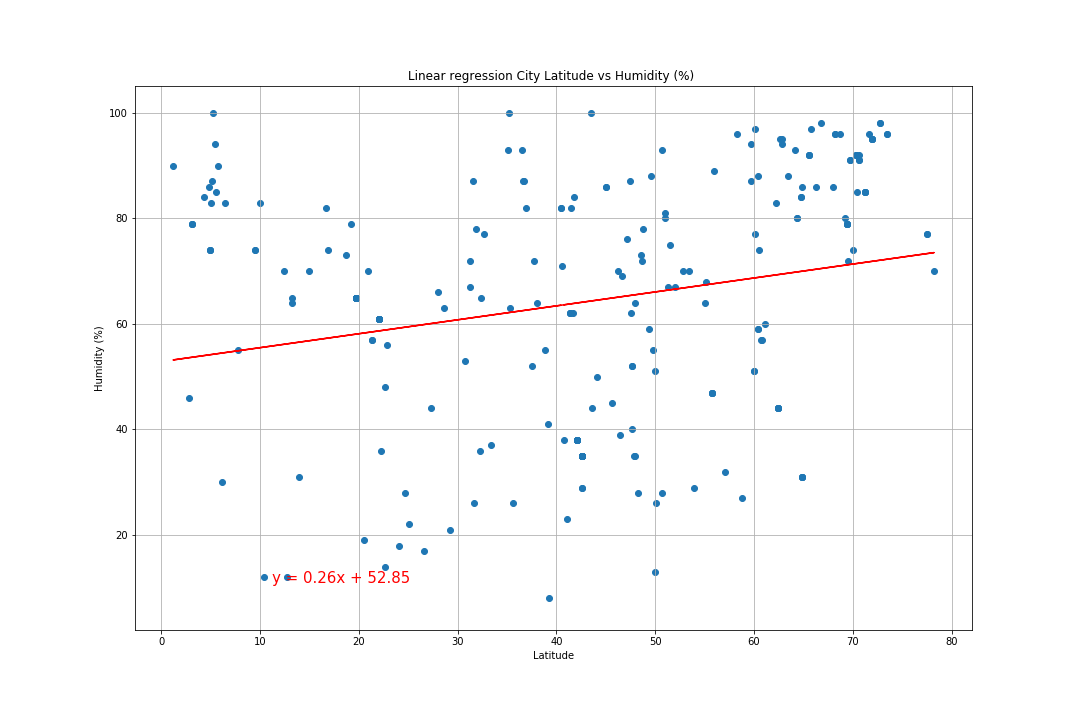 Linear regression City Latitude vs Humidity (%)
Humidity (%)
100
80
60
40
20
y = 0.26x + 52.85
0 10 20 30 40 50 60 70 80
Latitude